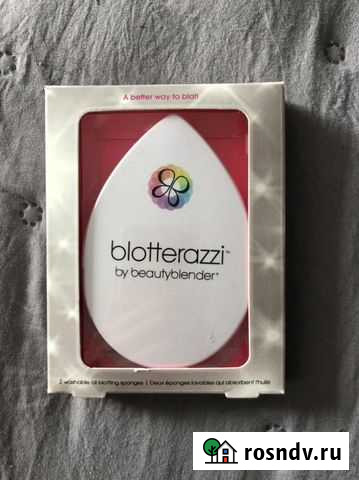 A better way to blot!
blotterazzi™
by beautyblender®
2 washable oil blotting sponges | Deux éponges lavables qui absorbent l'huile
rosndv.ru